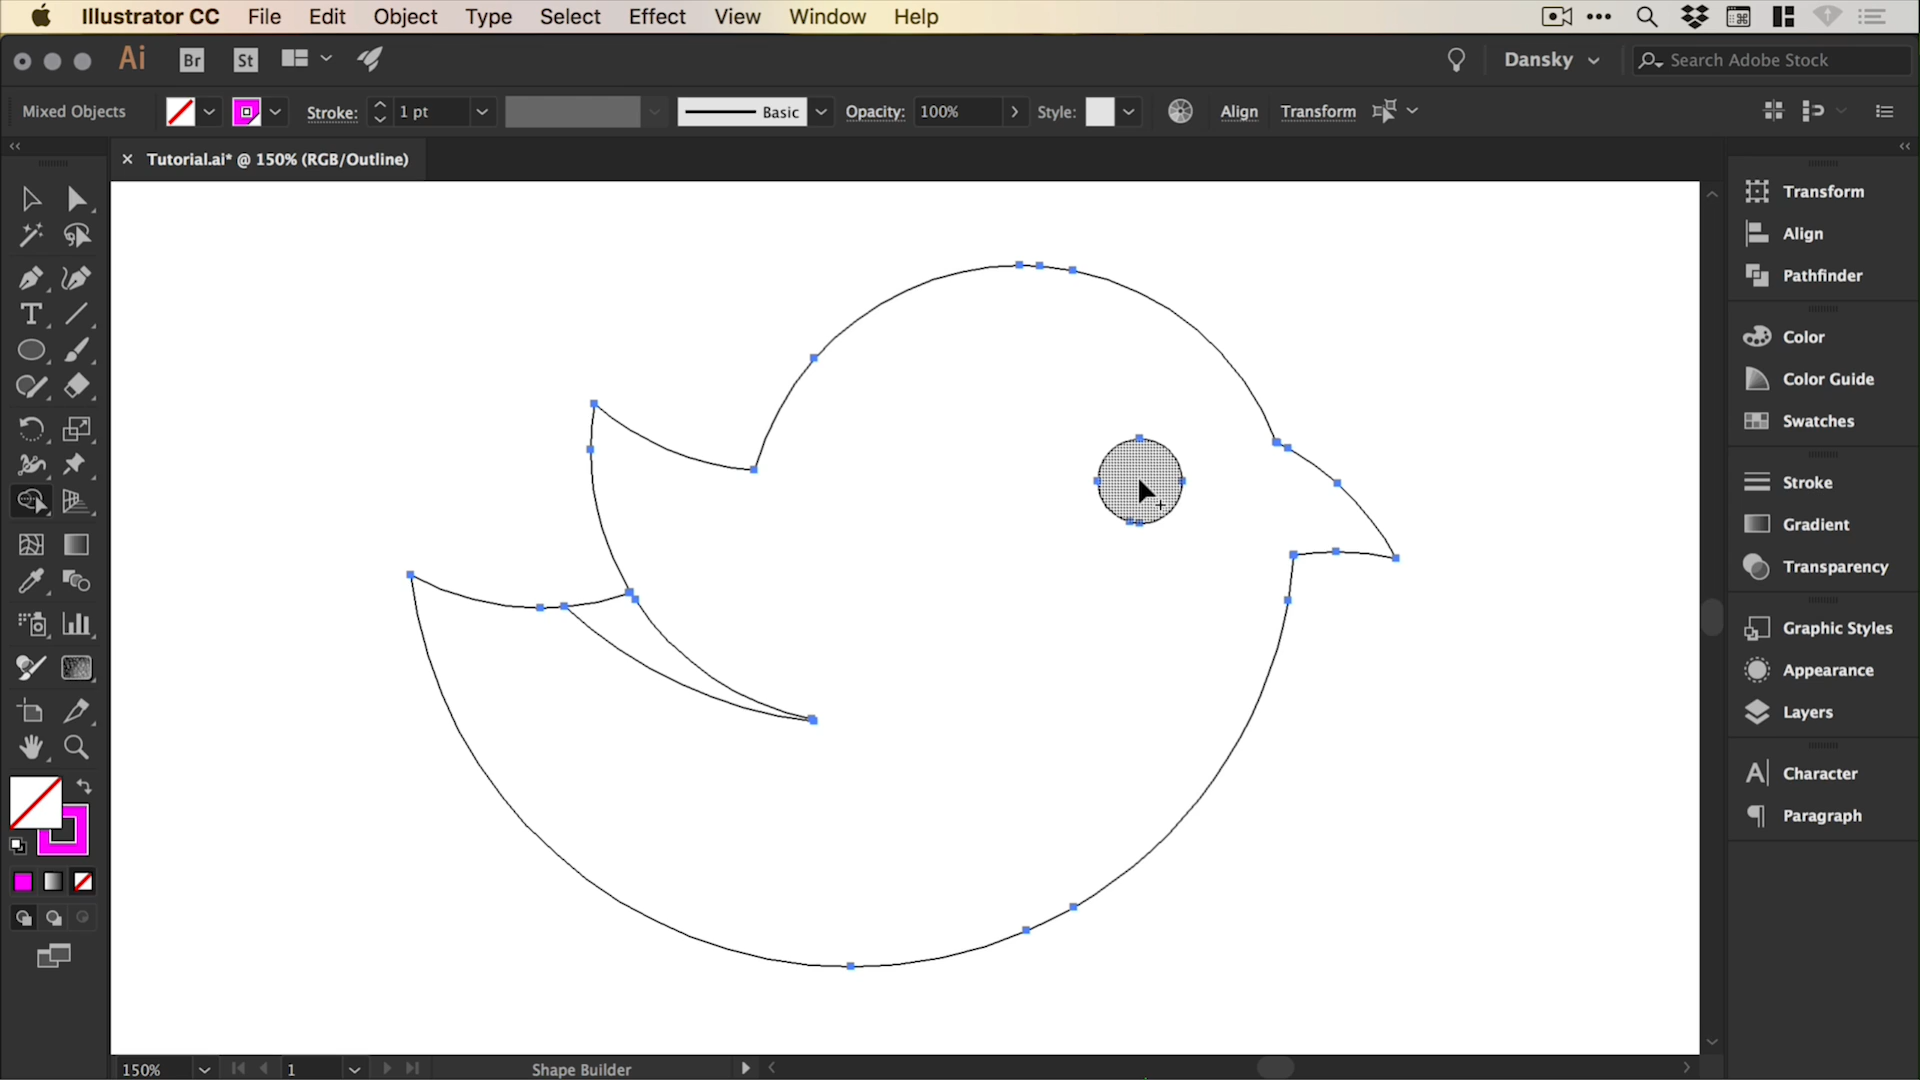 Illustrator CC File Edit Object Type Select Effect View Window Help
Ai Br St Dansky Search Adobe Stock
Mixed Objects Stroke: 1 pt Basic Opacity: 100% Style: Align Transform
Tutorial.ai* @ 150% (RGB/Outline)
Transform
Align
Pathfinder
Color
Color Guide
Swatches
Stroke
Gradient
Transparency
Graphic Styles
Appearance
Layers
Character
Paragraph
150% 1 Shape Builder